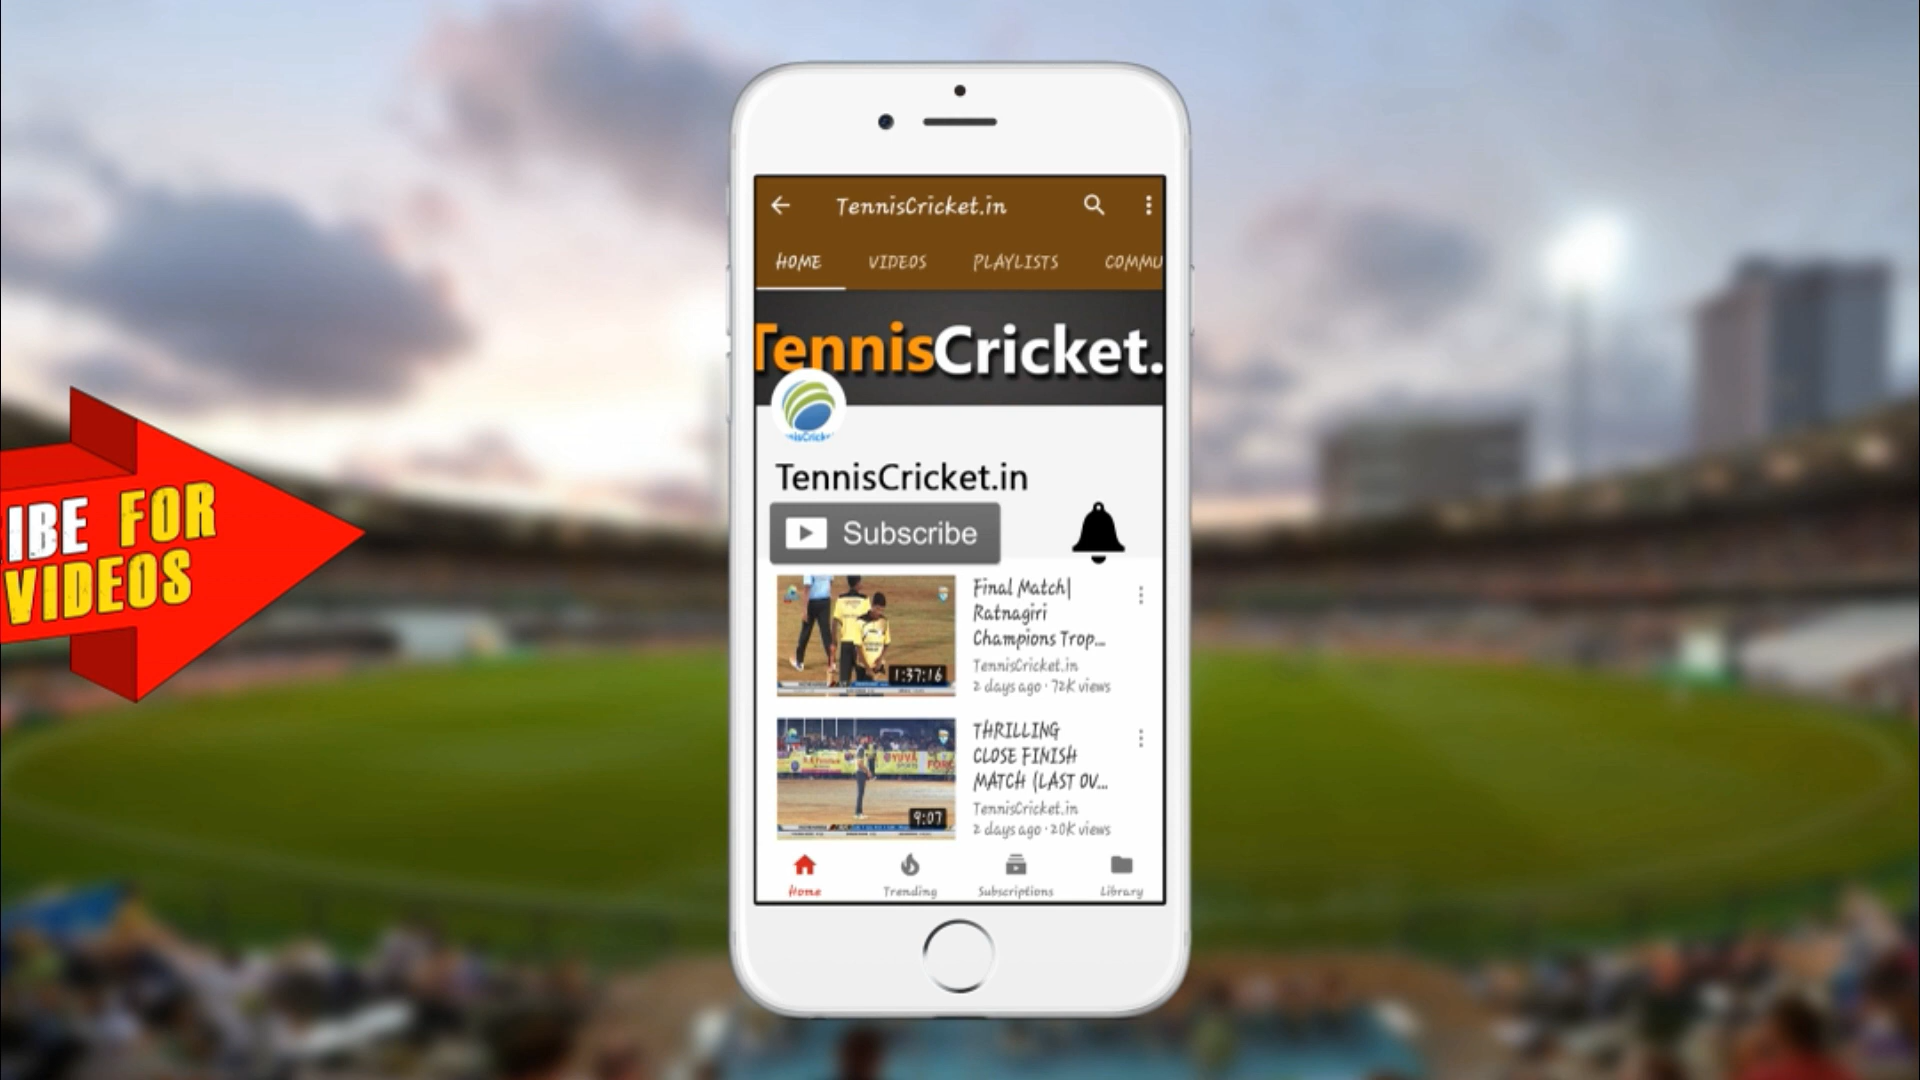 TennisCricket.in
HOME VIDEOS PLAYLISTS COMMU
TennisCricket.
TennisCricket.in
Subscribe
IBE FOR
VIDEOS
Final Match|
Ratnagiri
Champions Trop...
TennisCricket.in
2 days ago · 72K views
1:37:16
THRILLING
CLOSE FINISH
MATCH (LAST OV...
TennisCricket.in
2 days ago · 20K views
9:07
Home Trending Subscriptions Library